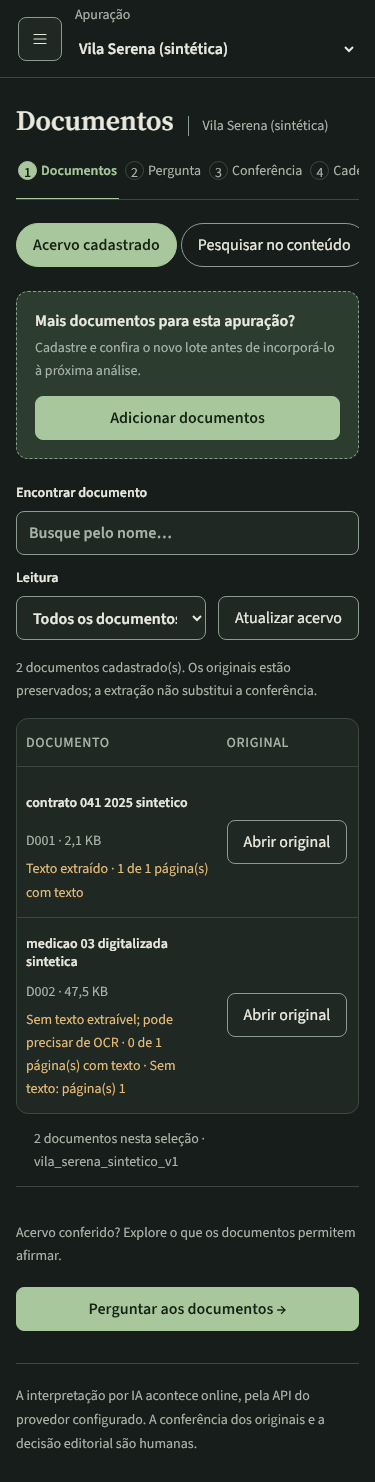 Apuração
Vila Serena (sintética)
Documentos
Vila Serena (sintética)
1 Documentos 2 Pergunta 3 Conferência 4 Cade
Acervo cadastrado Pesquisar no conteúdo
Mais documentos para esta apuração?
Cadastre e confira o novo lote antes de incorporá-lo
à próxima análise.
Adicionar documentos
Encontrar documento
Busque pelo nome...
Leitura
Todos os documentos Atualizar acervo
2 documentos cadastrado(s). Os originais estão
preservados; a extração não substitui a conferência.
DOCUMENTO ORIGINAL
contrato 041 2025 sintetico
D001 · 2,1 KB
Texto extraído · 1 de 1 página(s)
com texto
Abrir original
medicao 03 digitalizada
sintetica
D002 · 47,5 KB
Sem texto extraível; pode
precisar de OCR · 0 de 1
página(s) com texto · Sem
texto: página(s) 1
Abrir original
2 documentos nesta seleção ·
vila_serena_sintetico_v1
Acervo conferido? Explore o que os documentos permitem
afirmar.
Perguntar aos documentos →
A interpretação por IA acontece online, pela API do
provedor configurado. A conferência dos originais e a
decisão editorial são humanas.